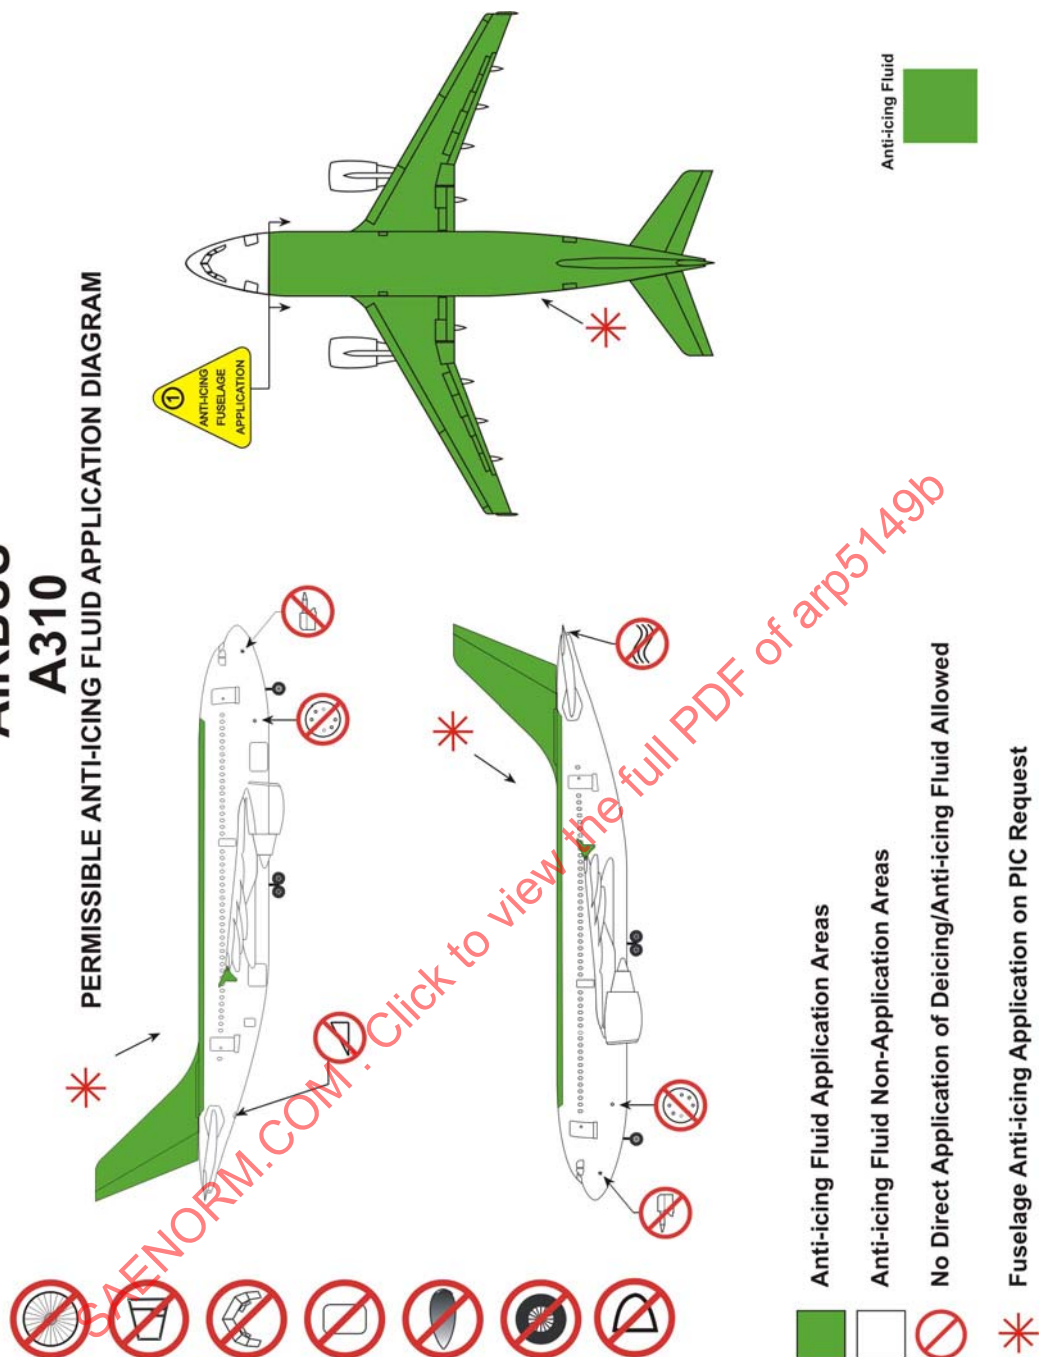 A310
PERMISSIBLE ANTI-ICING FLUID APPLICATION DIAGRAM
1
ANTI-ICING
FUSELAGE
APPLICATION
Anti-icing Fluid
Anti-icing Fluid Application Areas
Anti-icing Fluid Non-Application Areas
No Direct Application of Deicing/Anti-icing Fluid Allowed
Fuselage Anti-icing Application on PIC Request
SAENORM.COM : Click to view the full PDF of arp5149b